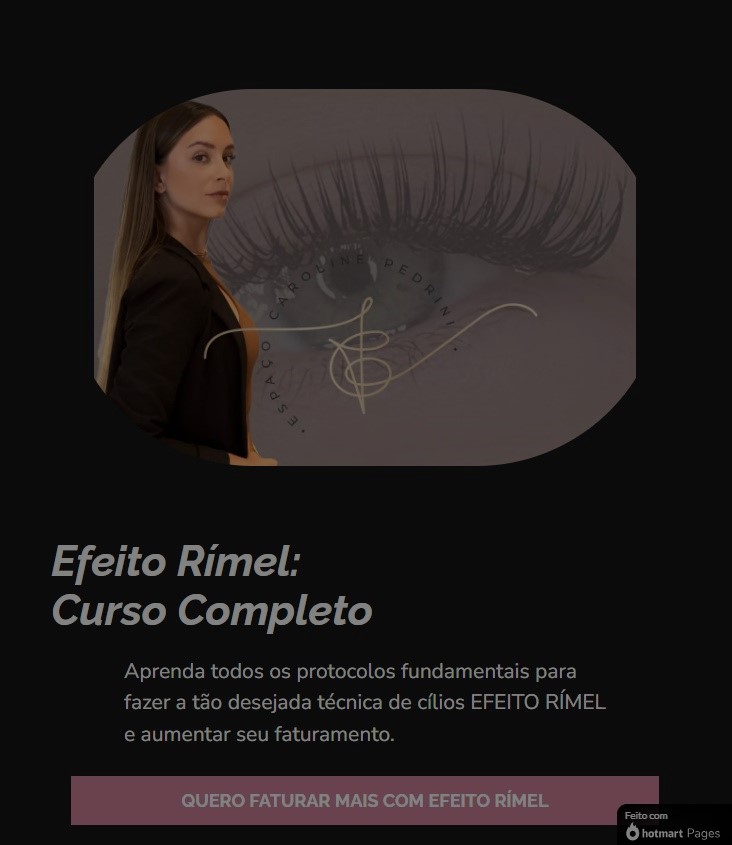 • ESPAÇO CAROLINE PEDRINI •
Efeito Rímel:
Curso Completo
Aprenda todos os protocolos fundamentais para
fazer a tão desejada técnica de cílios EFEITO RÍMEL
e aumentar seu faturamento.
QUERO FATURAR MAIS COM EFEITO RÍMEL
Feito com
hotmart Pages